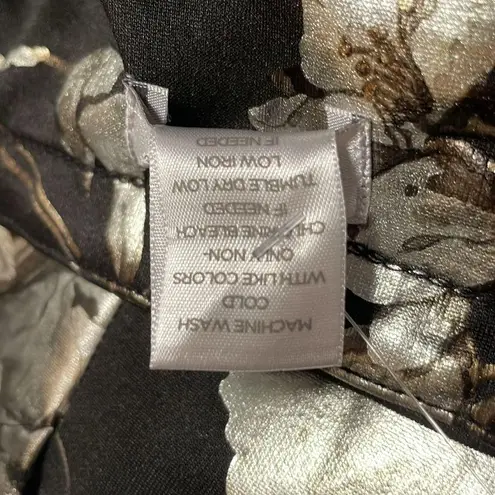 MACHINE WASH
COLD
WITH LIKE COLORS
ONLY NON-
CHLORINE BLEACH
IF NEEDED
TUMBLE DRY LOW
LOW IRON
IF NEEDED